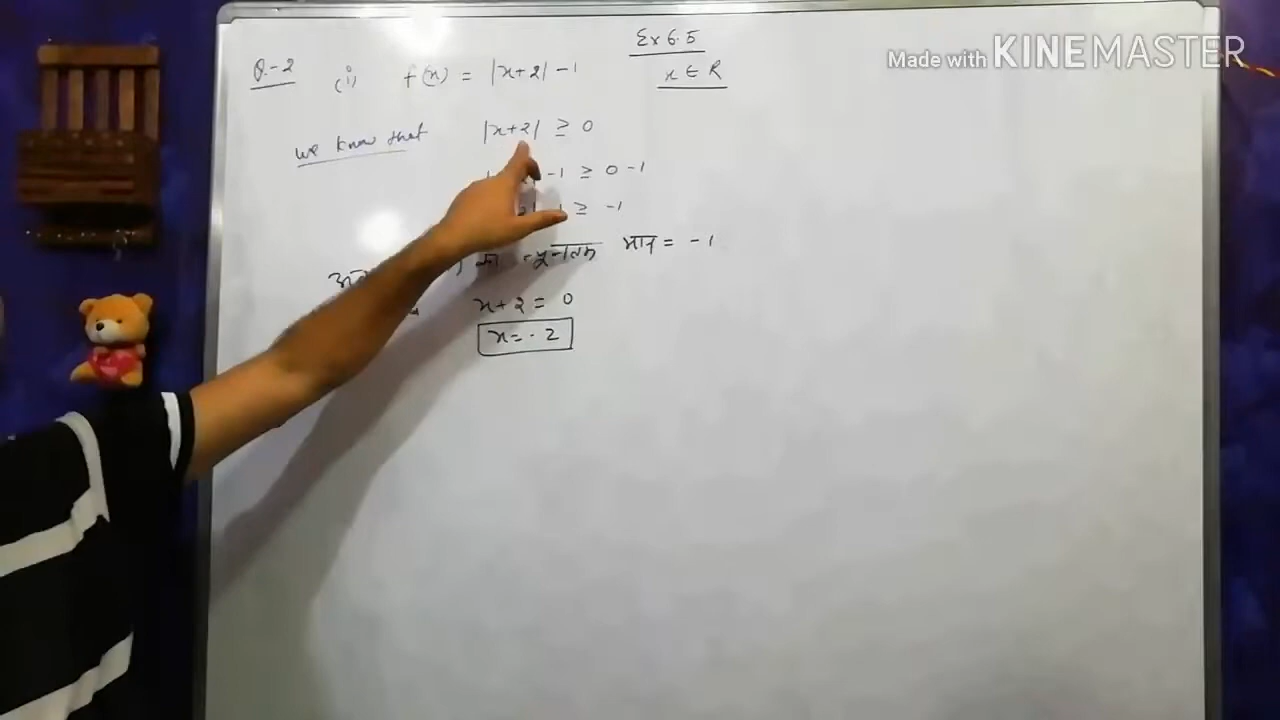 Ex 6.5
Made with KINEMASTER
Q.-2 (i) f(x) = |x+2| -1
x ∈ R
we know that |x+2| ≥ 0
-1 ≥ 0 -1
≥ -1
का न्यूनतम मान = -1
x+2 = 0
x = -2